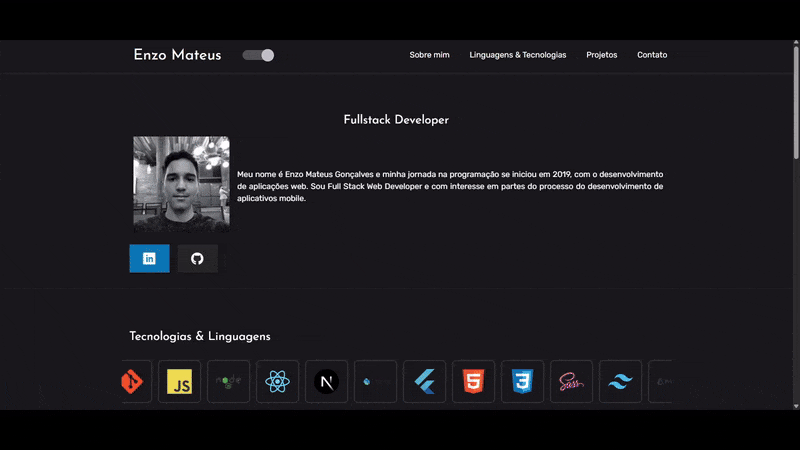 Enzo Mateus
Sobre mim
Linguagens & Tecnologias
Projetos
Contato
Fullstack Developer
Meu nome é Enzo Mateus Gonçalves e minha jornada na programação se iniciou em 2019, com o desenvolvimento
de aplicações web. Sou Full Stack Web Developer e com interesse em partes do processo do desenvolvimento de
aplicativos mobile.
in
Tecnologias & Linguagens
JS
node
N
5
3
Sass